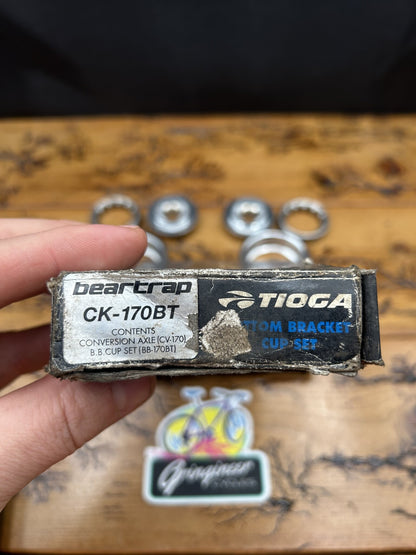 beartrap
CK-170BT
CONTENTS
CONVERSION AXLE (CV-170)
B.B. CUP SET (BB-170BT)
TIOGA
BRACKET
CUP SET